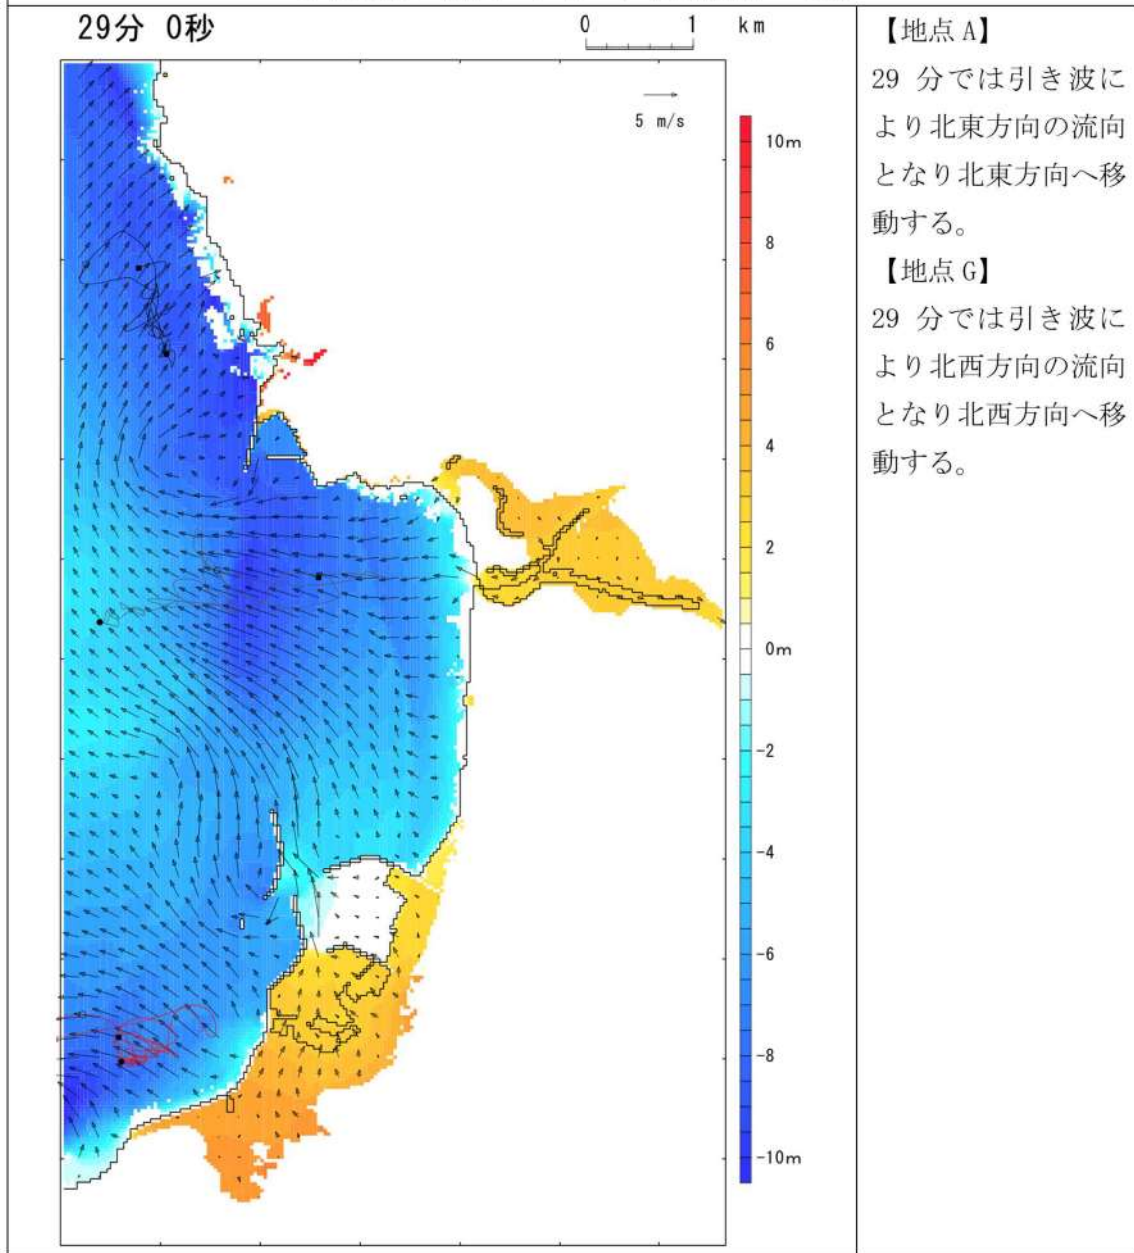 29分 0秒
0 1 km
5 m/s
10m
8
6
4
2
0m
-2
-4
-6
-8
-10m
【地点 A】
29 分では引き波に
より北東方向の流向
となり北東方向へ移
動する。
【地点 G】
29 分では引き波に
より北西方向の流向
となり北西方向へ移
動する。